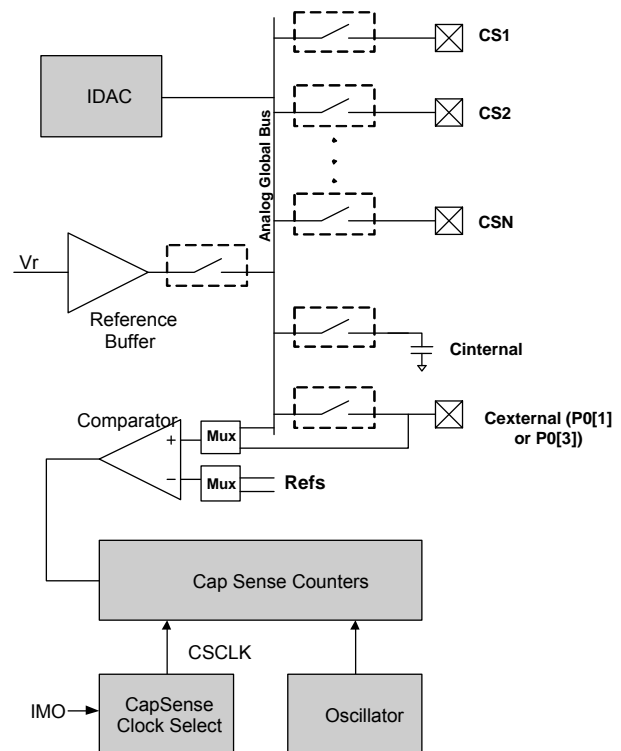 CS1
IDAC
CS2
Analog Global Bus
CSN
Vr
Reference
Buffer
Cinternal
Comparator
+
Mux
Cexternal (P0[1]
or P0[3])
−
Mux
Refs
Cap Sense Counters
CSCLK
IMO
CapSense
Clock Select
Oscillator